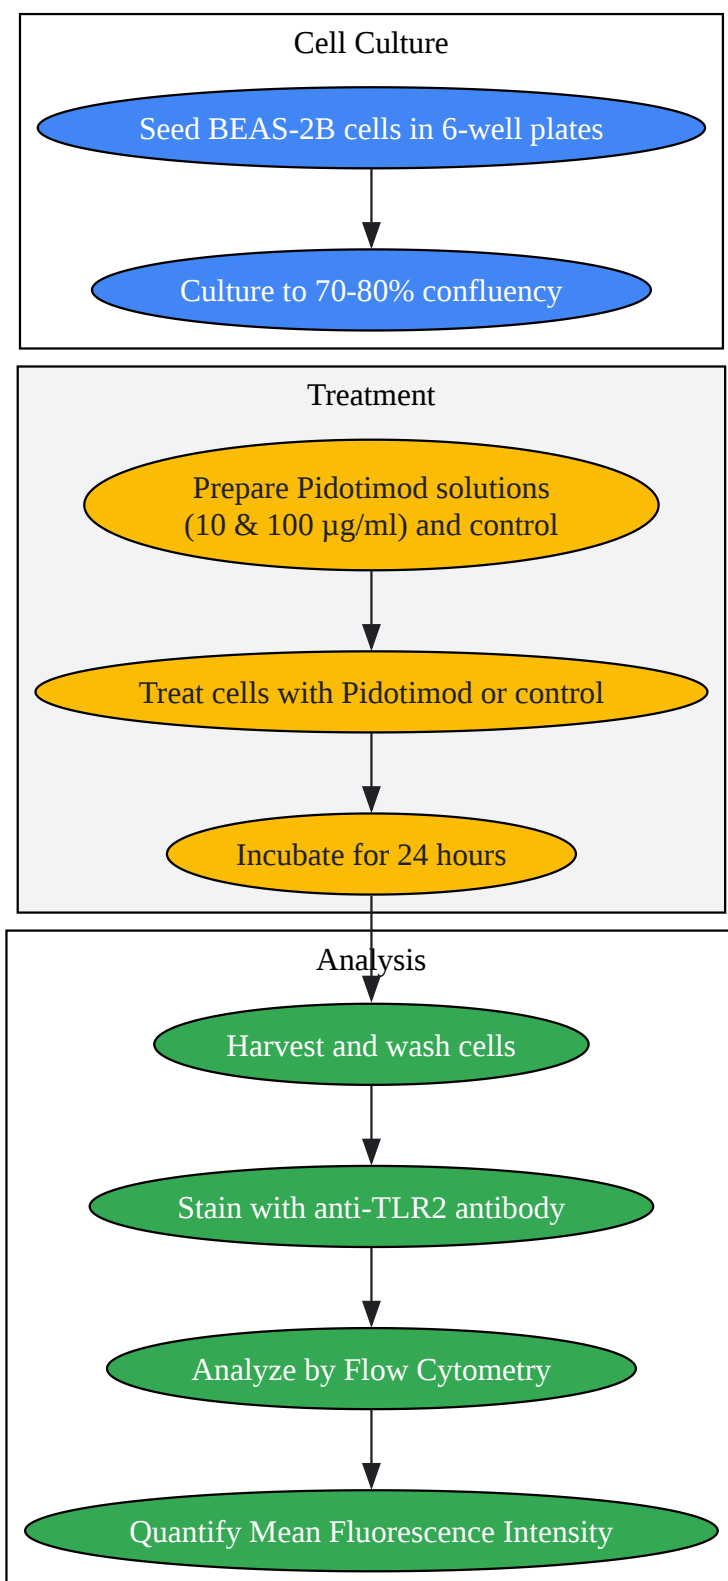 Cell Culture
Seed BEAS-2B cells in 6-well plates
Culture to 70-80% confluency
Treatment
Prepare Pidotimod solutions
(10 & 100 µg/ml) and control
Treat cells with Pidotimod or control
Incubate for 24 hours
Analysis
Harvest and wash cells
Stain with anti-TLR2 antibody
Analyze by Flow Cytometry
Quantify Mean Fluorescence Intensity